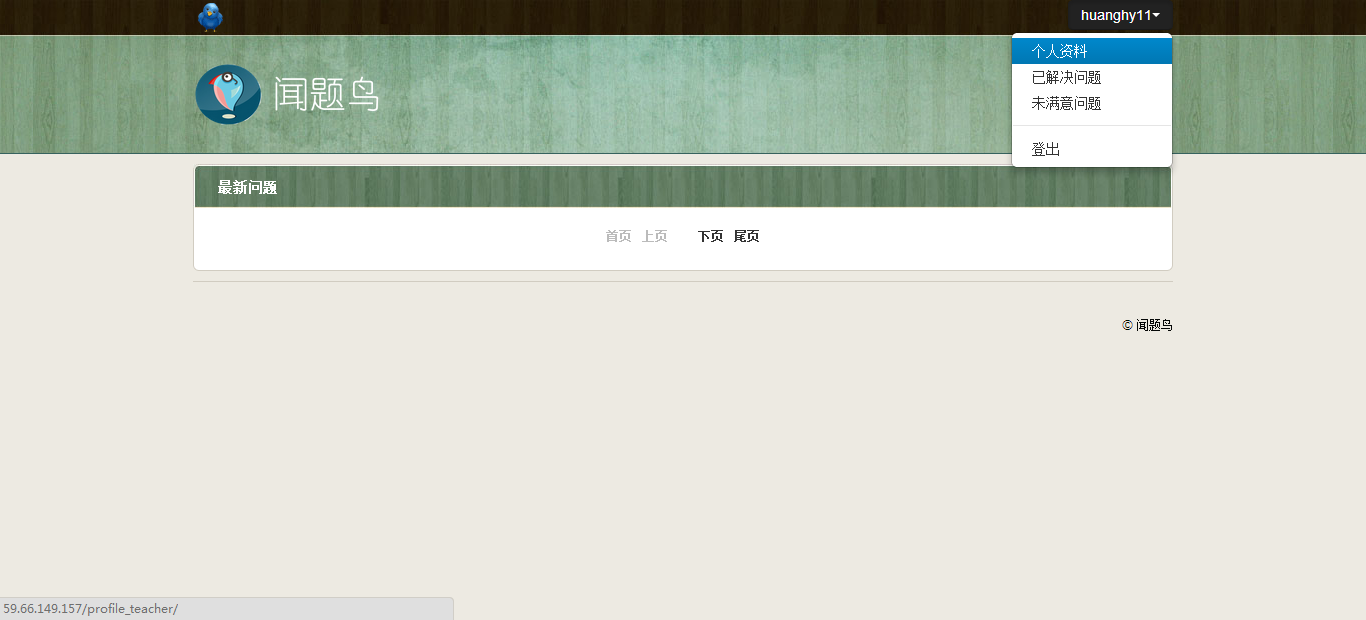 huanghy11
个人资料
已解决问题
未满意问题
登出
闻题鸟
最新问题
首页 上页 下页 尾页
© 闻题鸟
59.66.149.157/profile_teacher/